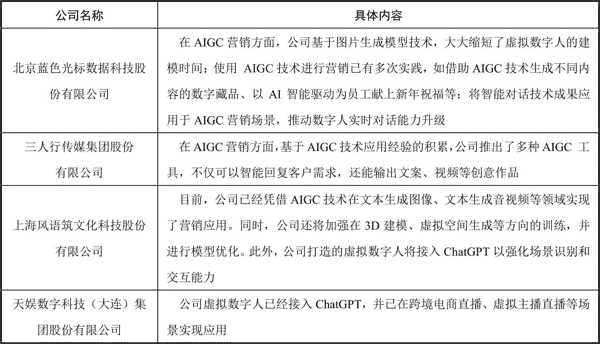 公司名称 具体内容
北京蓝色光标数据科技股
份有限公司
在 AIGC 营销方面，公司基于图片生成模型技术，大大缩短了虚拟数字人的建
模时间；使用 AIGC 技术进行营销已有多次实践，如借助 AIGC 技术生成不同内
容的数字藏品、以 AI 智能驱动为员工献上新年祝福等；将智能对话技术成果应
用于 AIGC 营销场景，推动数字人实时对话能力升级
三人行传媒集团股份
有限公司
在 AIGC 营销方面，基于 AIGC 技术应用经验的积累，公司推出了多种 AIGC 工
具，不仅可以智能回复客户需求，还能输出文案、视频等创意作品
上海风语筑文化科技股份
有限公司
目前，公司已经凭借 AIGC 技术在文本生成图像、文本生成音视频等领域实现
了营销应用。同时，公司还将加强在 3D 建模、虚拟空间生成等方向的训练，并
进行模型优化。此外，公司打造的虚拟数字人将接入 ChatGPT 以强化场景识别和
交互能力
天娱数字科技（大连）集
团股份有限公司
公司虚拟数字人已经接入 ChatGPT，并已在跨境电商直播、虚拟主播直播等场
景实现应用